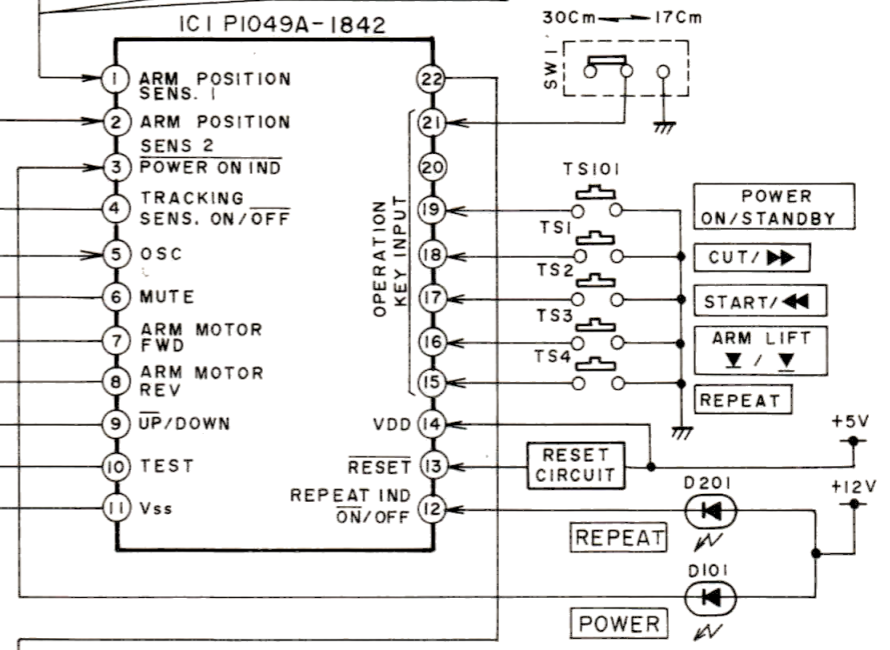 IC1 P1049A-1842
30Cm 17Cm
SW1
1 ARM POSITION
SENS. 1
2 ARM POSITION
SENS 2
3 POWER ON IND
4 TRACKING
SENS. ON/OFF
5 OSC
6 MUTE
7 ARM MOTOR
FWD
8 ARM MOTOR
REV
9 UP/DOWN
10 TEST
11 Vss
22
21
20
19
18
17
16
15
OPERATION
KEY INPUT
VDD 14
RESET 13
REPEAT IND
ON/OFF 12
TS101
TS1
TS2
TS3
TS4
POWER
ON/STANDBY
CUT/▶▶
START/◀◀
ARM LIFT
▼ / ▼
REPEAT
RESET
CIRCUIT
+5V
+12V
D201
REPEAT
D101
POWER